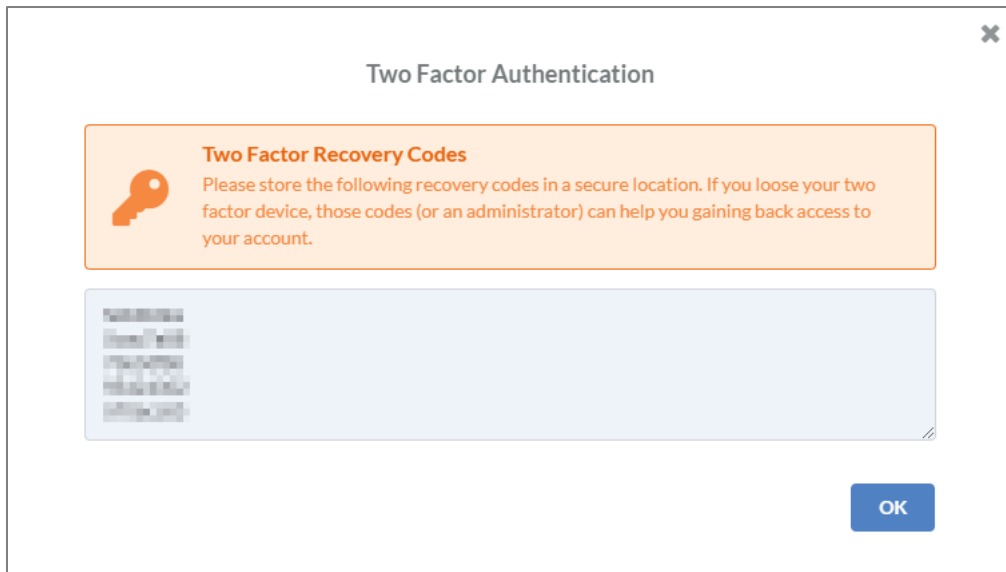 Two Factor Authentication
Two Factor Recovery Codes
Please store the following recovery codes in a secure location. If you loose your two
factor device, those codes (or an administrator) can help you gaining back access to
your account.
OK